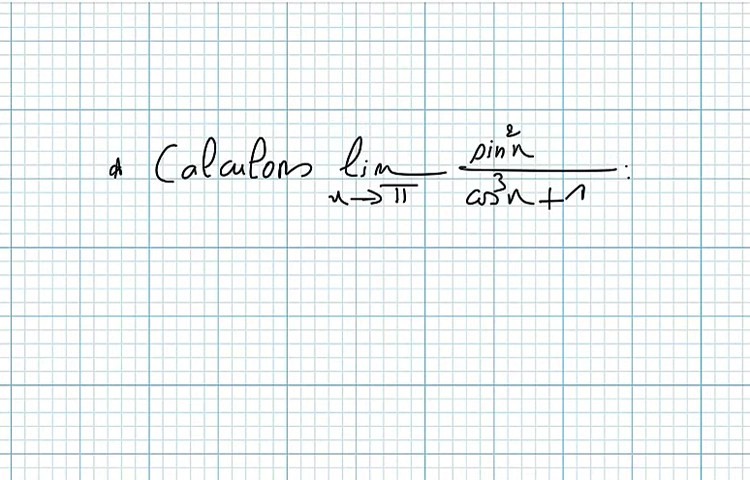 • Calculons lim x→π sin²x / cos³x + 1 :